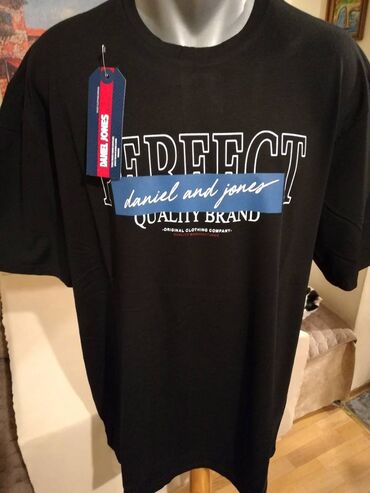 DANIEL JONES
PERFECT
daniel and jones
QUALITY BRAND
-ORIGINAL CLOTHING COMPANY-